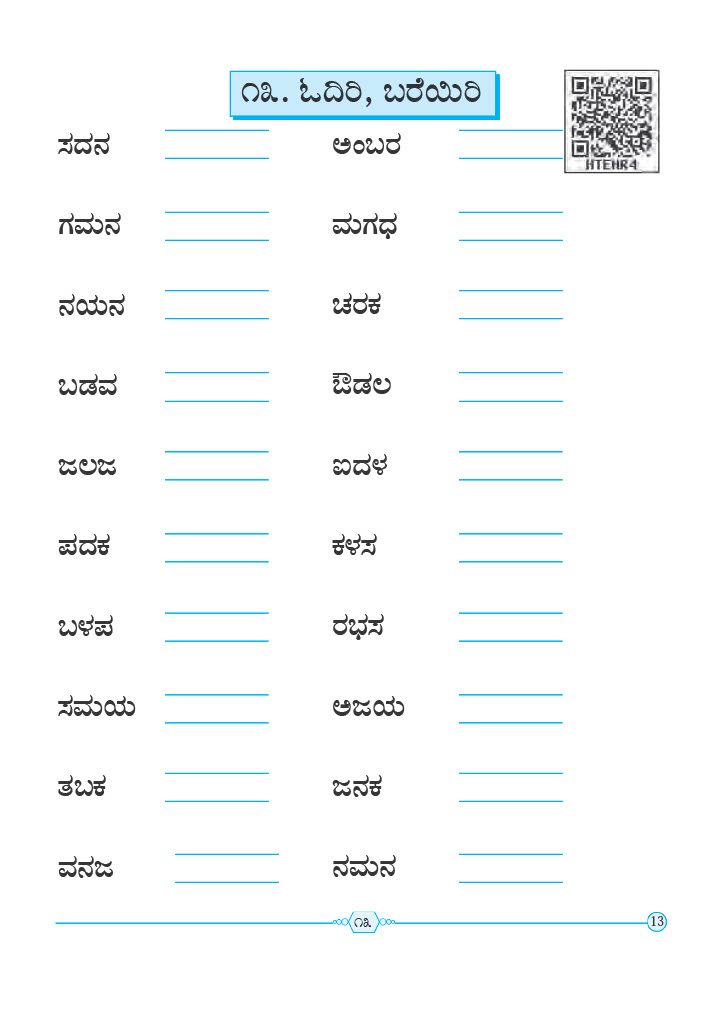 ೧೩. ಓದಿರಿ, ಬರೆಯಿರಿ
HTEHR4
ಸದನ ಅಂಬರ
ಗಮನ ಮಗಧ
ನಯನ ಚರಕ
ಬಡವ ಔಡಲ
ಜಲಜ ಐದಳ
ಪದಕ ಕಳಸ
ಬಳಪ ರಭಸ
ಸಮಯ ಅಜಯ
ತಬಕ ಜನಕ
ವನಜ ನಮನ
೧೩ 13